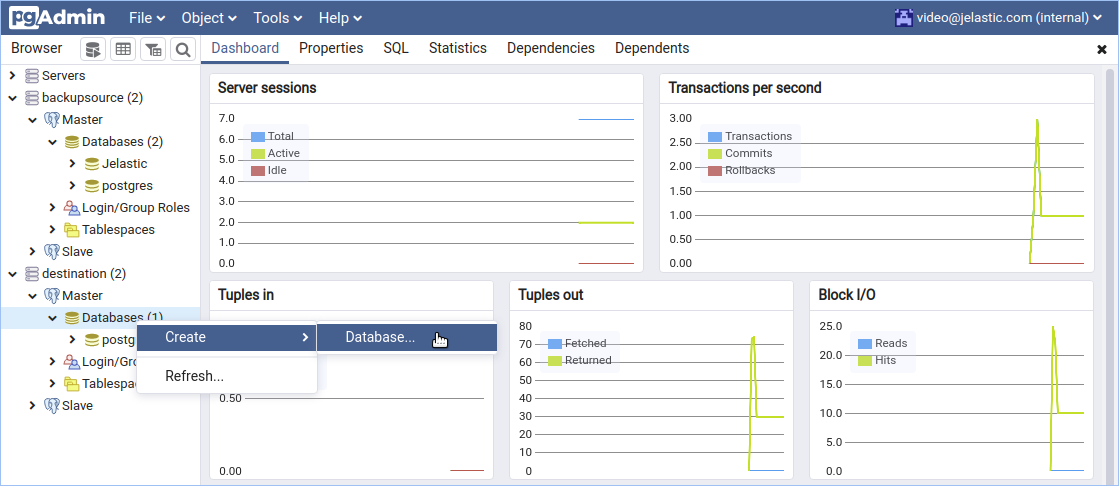 pgAdmin File Object Tools Help video@jelastic.com (internal)
Browser Dashboard Properties SQL Statistics Dependencies Dependents
Servers
backupsource (2)
Master
Databases (2)
Jelastic
postgres
Login/Group Roles
Tablespaces
Slave
destination (2)
Master
Databases (1)
postg
Login/Gro
Tablespac
Slave
Create
Refresh...
Database...
Server sessions
7.0
6.0
5.0
4.0
3.0
2.0
1.0
0.0
Total
Active
Idle
Transactions per second
3.00
2.50
2.00
1.50
1.00
0.50
0.00
Transactions
Commits
Rollbacks
Tuples in
0.50
0.00
Tuples out
80
70
60
50
40
30
20
10
0
Fetched
Returned
Block I/O
25.0
20.0
15.0
10.0
5.0
0.0
Reads
Hits